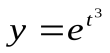 y = e^{t^3}